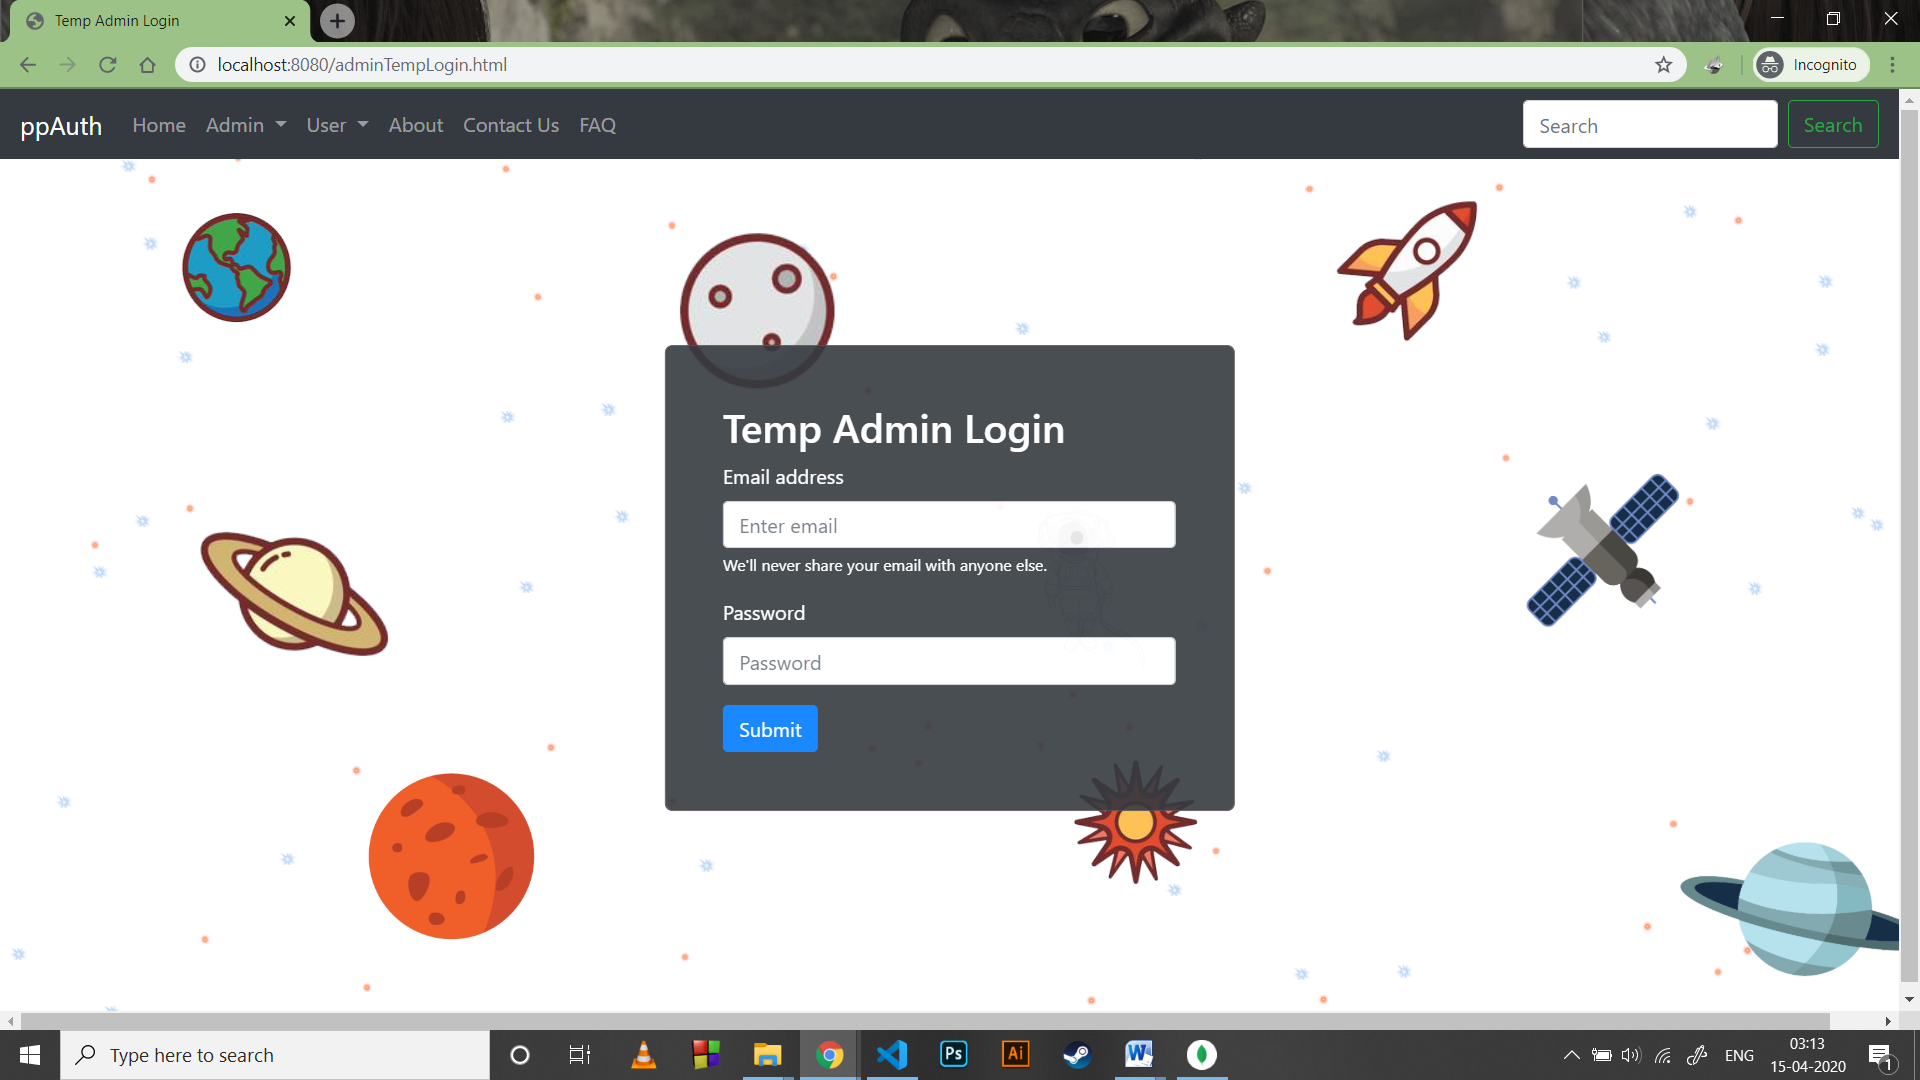 Temp Admin Login
localhost:8080/adminTempLogin.html
Incognito
ppAuth Home Admin User About Contact Us FAQ Search Search
Temp Admin Login
Email address
Enter email
We'll never share your email with anyone else.
Password
Password
Submit
Type here to search
Ps
Ai
W
ENG
03:13
15-04-2020
1